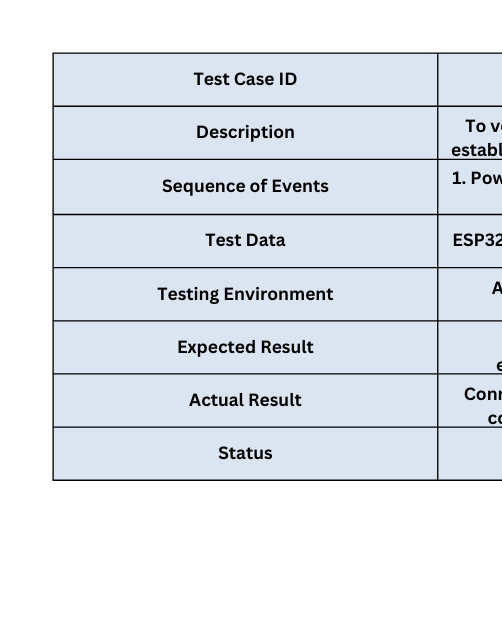 Test Case ID
Description
To v
establ
Sequence of Events
1. Pow
Test Data
ESP32
Testing Environment
A
Expected Result
e
Actual Result
Conn
co
Status